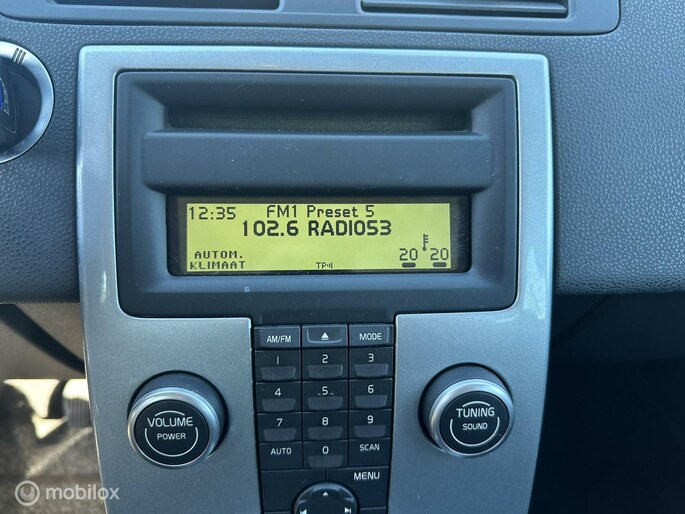 12:35 FM1 Preset 5
102.6 RADIO53
AUTOM.
KLIMAAT TP 20 20
AM/FM MODE
1 2 3
4 5 6
7 8 9
AUTO 0 SCAN
MENU
VOLUME
POWER
TUNING
SOUND
mobilox